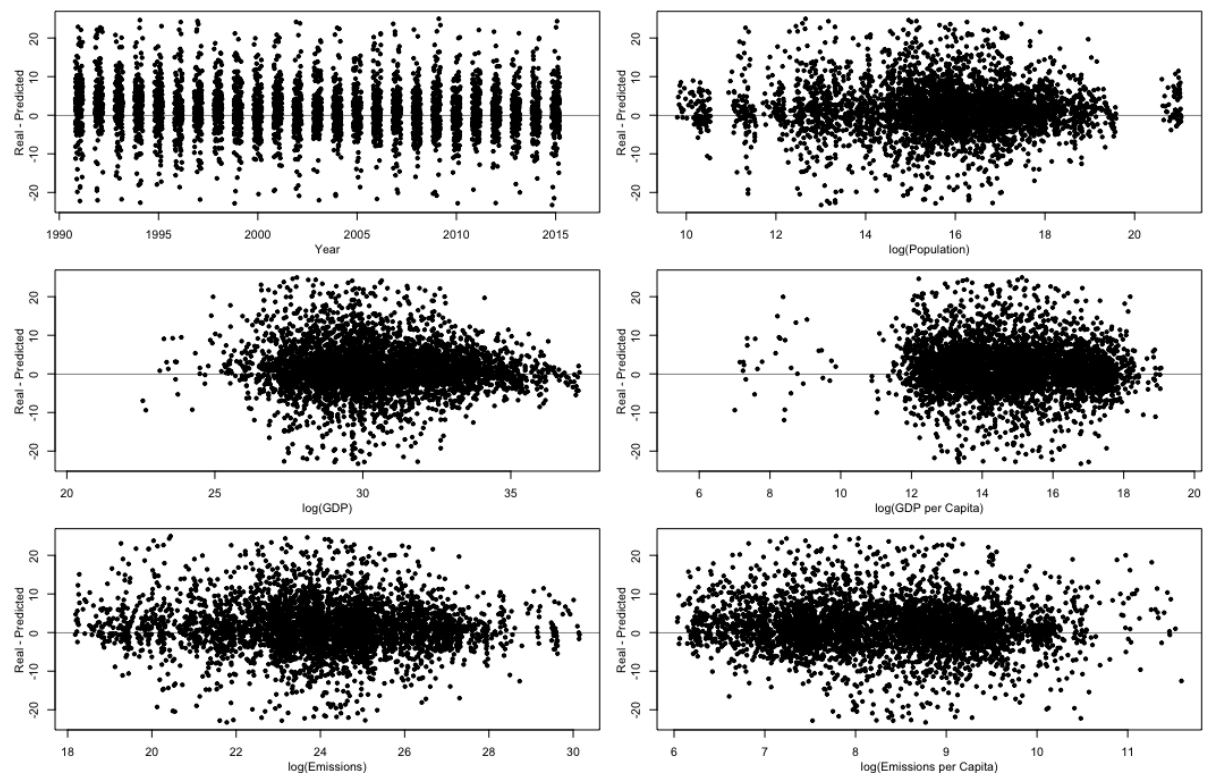 Real - Predicted
-20 -10 0 10 20
1990 1995 2000 2005 2010 2015
Year
Real - Predicted
-20 -10 0 10 20
10 12 14 16 18 20
log(Population)
Real - Predicted
-20 -10 0 10 20
20 25 30 35
log(GDP)
Real - Predicted
-20 -10 0 10 20
6 8 10 12 14 16 18 20
log(GDP per Capita)
Real - Predicted
-20 -10 0 10 20
18 20 22 24 26 28 30
log(Emissions)
Real - Predicted
-20 -10 0 10 20
6 7 8 9 10 11
log(Emissions per Capita)